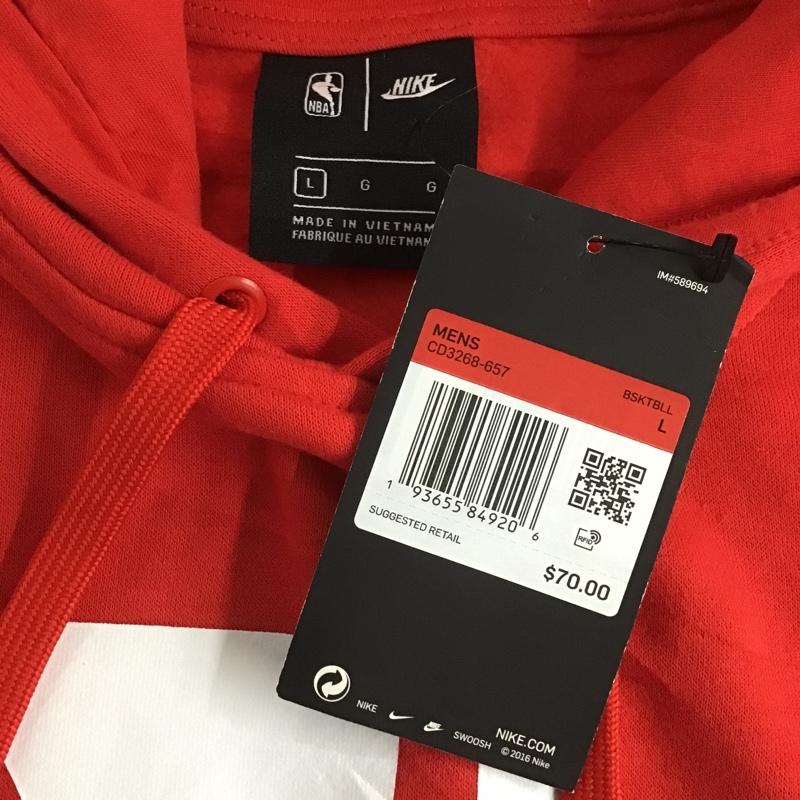 NBA
NIKE
L G G
MADE IN VIETNAM
FABRIQUE AU VIETNAM
IM#589694
MENS
CD3268-657
BSKTBLL
L
1 93655 84920 6
RFID
SUGGESTED RETAIL
$70.00
NIKE
SWOOSH
NIKE.COM
© 2016 Nike